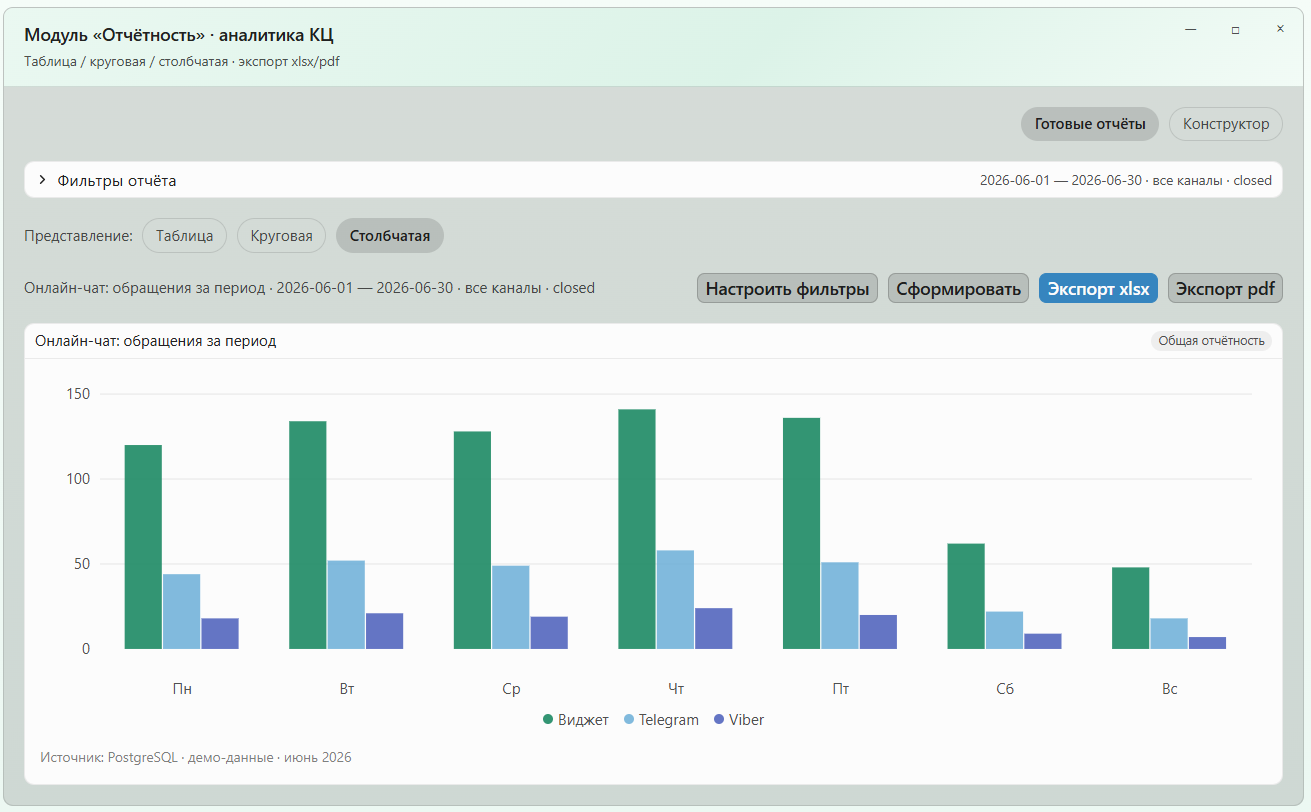 Модуль «Отчётность» · аналитика КЦ
Таблица / круговая / столбчатая · экспорт xlsx/pdf
Готовые отчёты
Конструктор
Фильтры отчёта
2026-06-01 — 2026-06-30 · все каналы · closed
Представление:
Таблица
Круговая
Столбчатая
Онлайн-чат: обращения за период · 2026-06-01 — 2026-06-30 · все каналы · closed
Настроить фильтры
Сформировать
Экспорт xlsx
Экспорт pdf
Онлайн-чат: обращения за период
Общая отчётность
150
100
50
0
Пн
Вт
Ср
Чт
Пт
Сб
Вс
Виджет
Telegram
Viber
Источник: PostgreSQL · демо-данные · июнь 2026